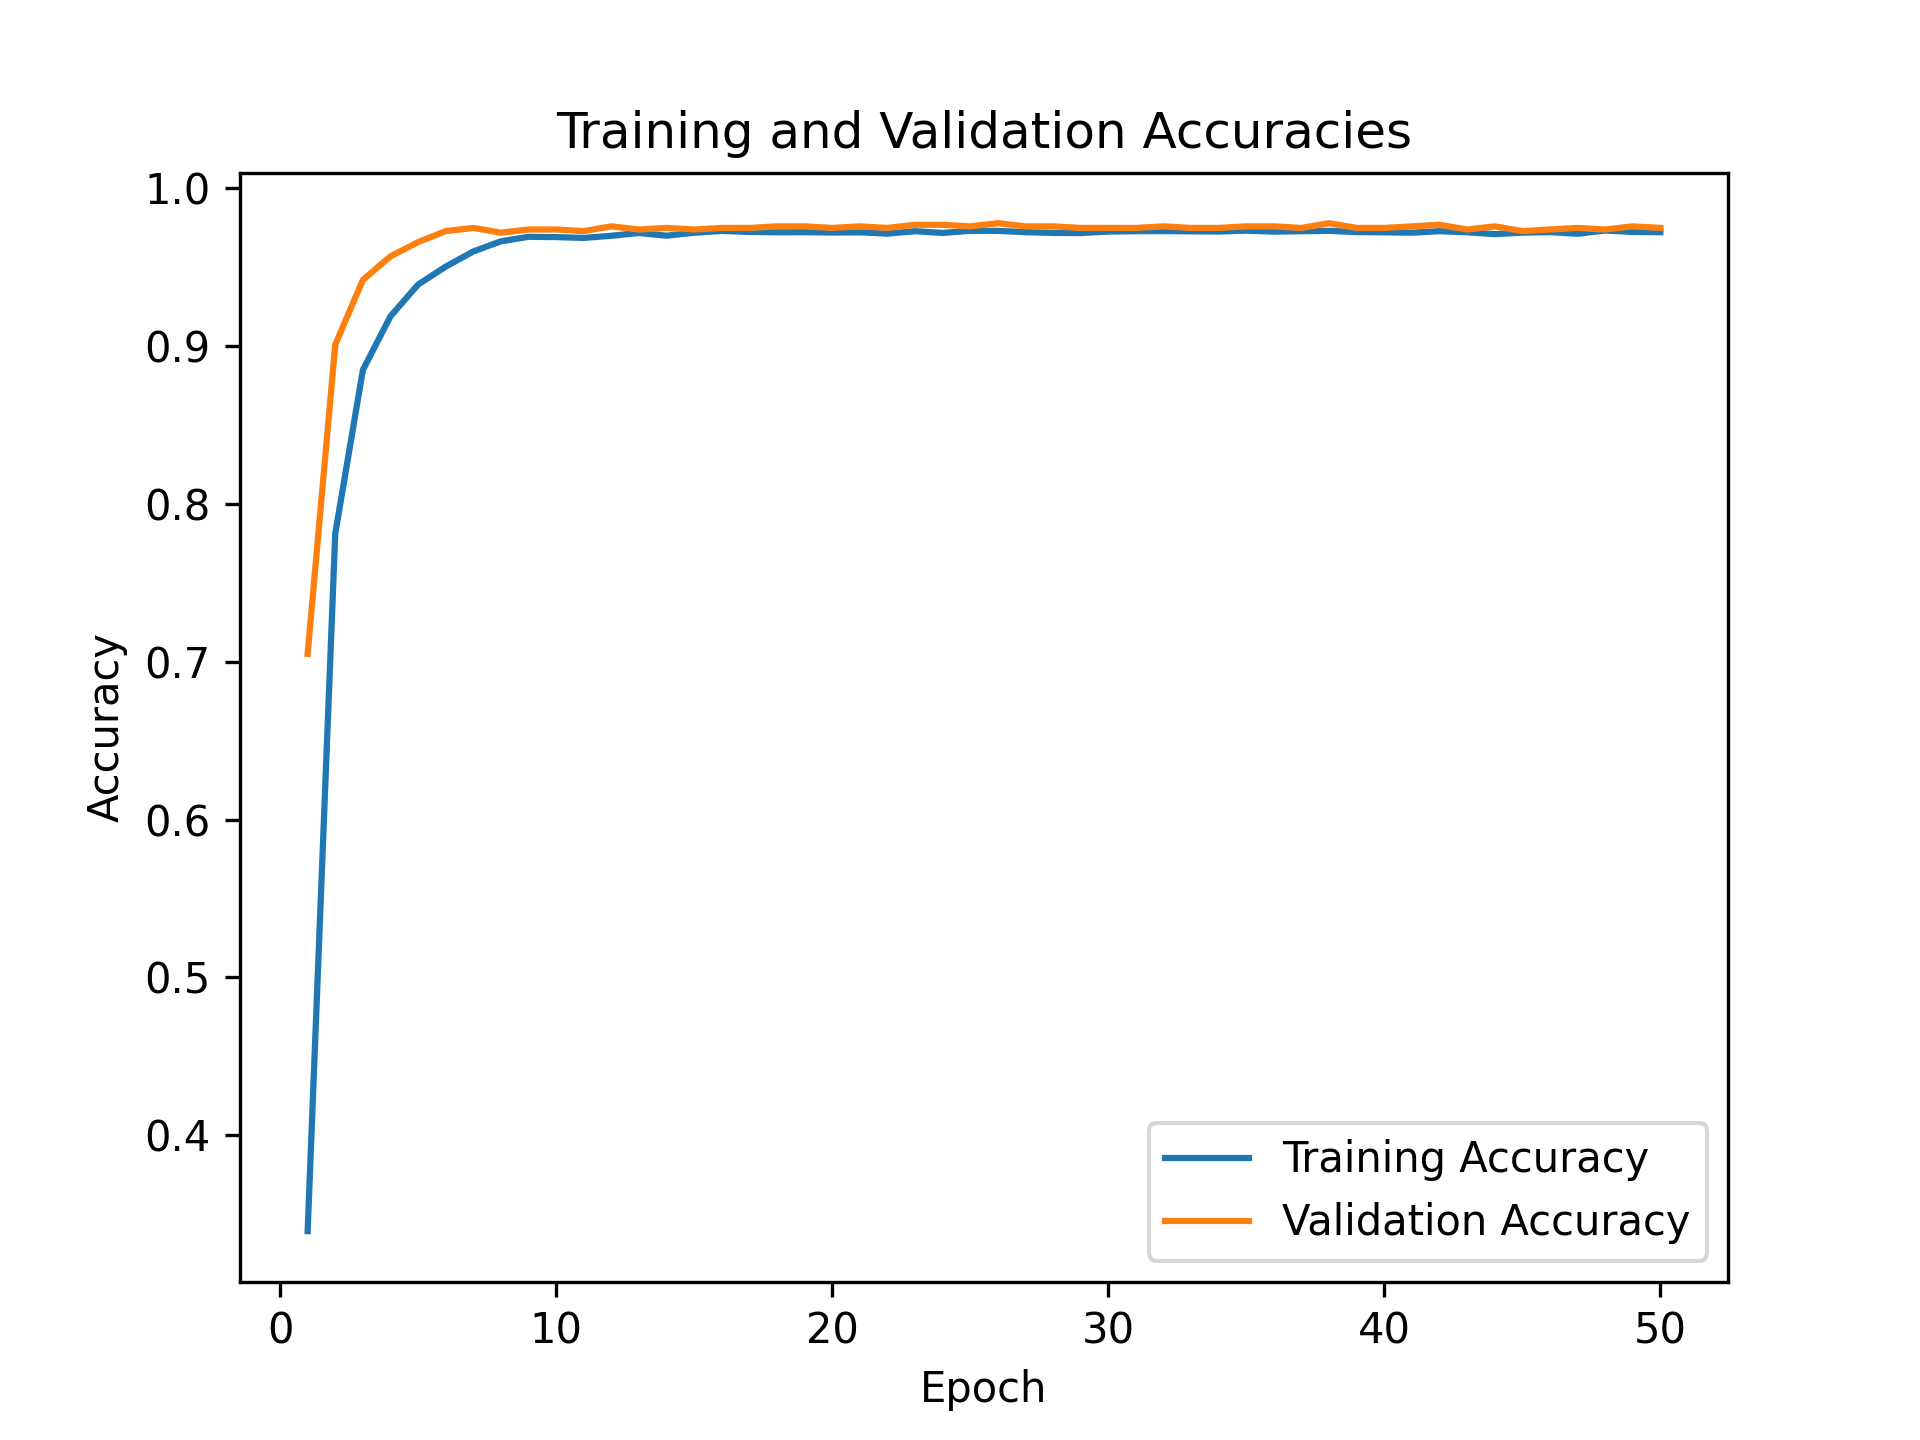 Training and Validation Accuracies
1.0
0.9
0.8
0.7
0.6
0.5
0.4
Accuracy
Training Accuracy
Validation Accuracy
0 10 20 30 40 50
Epoch